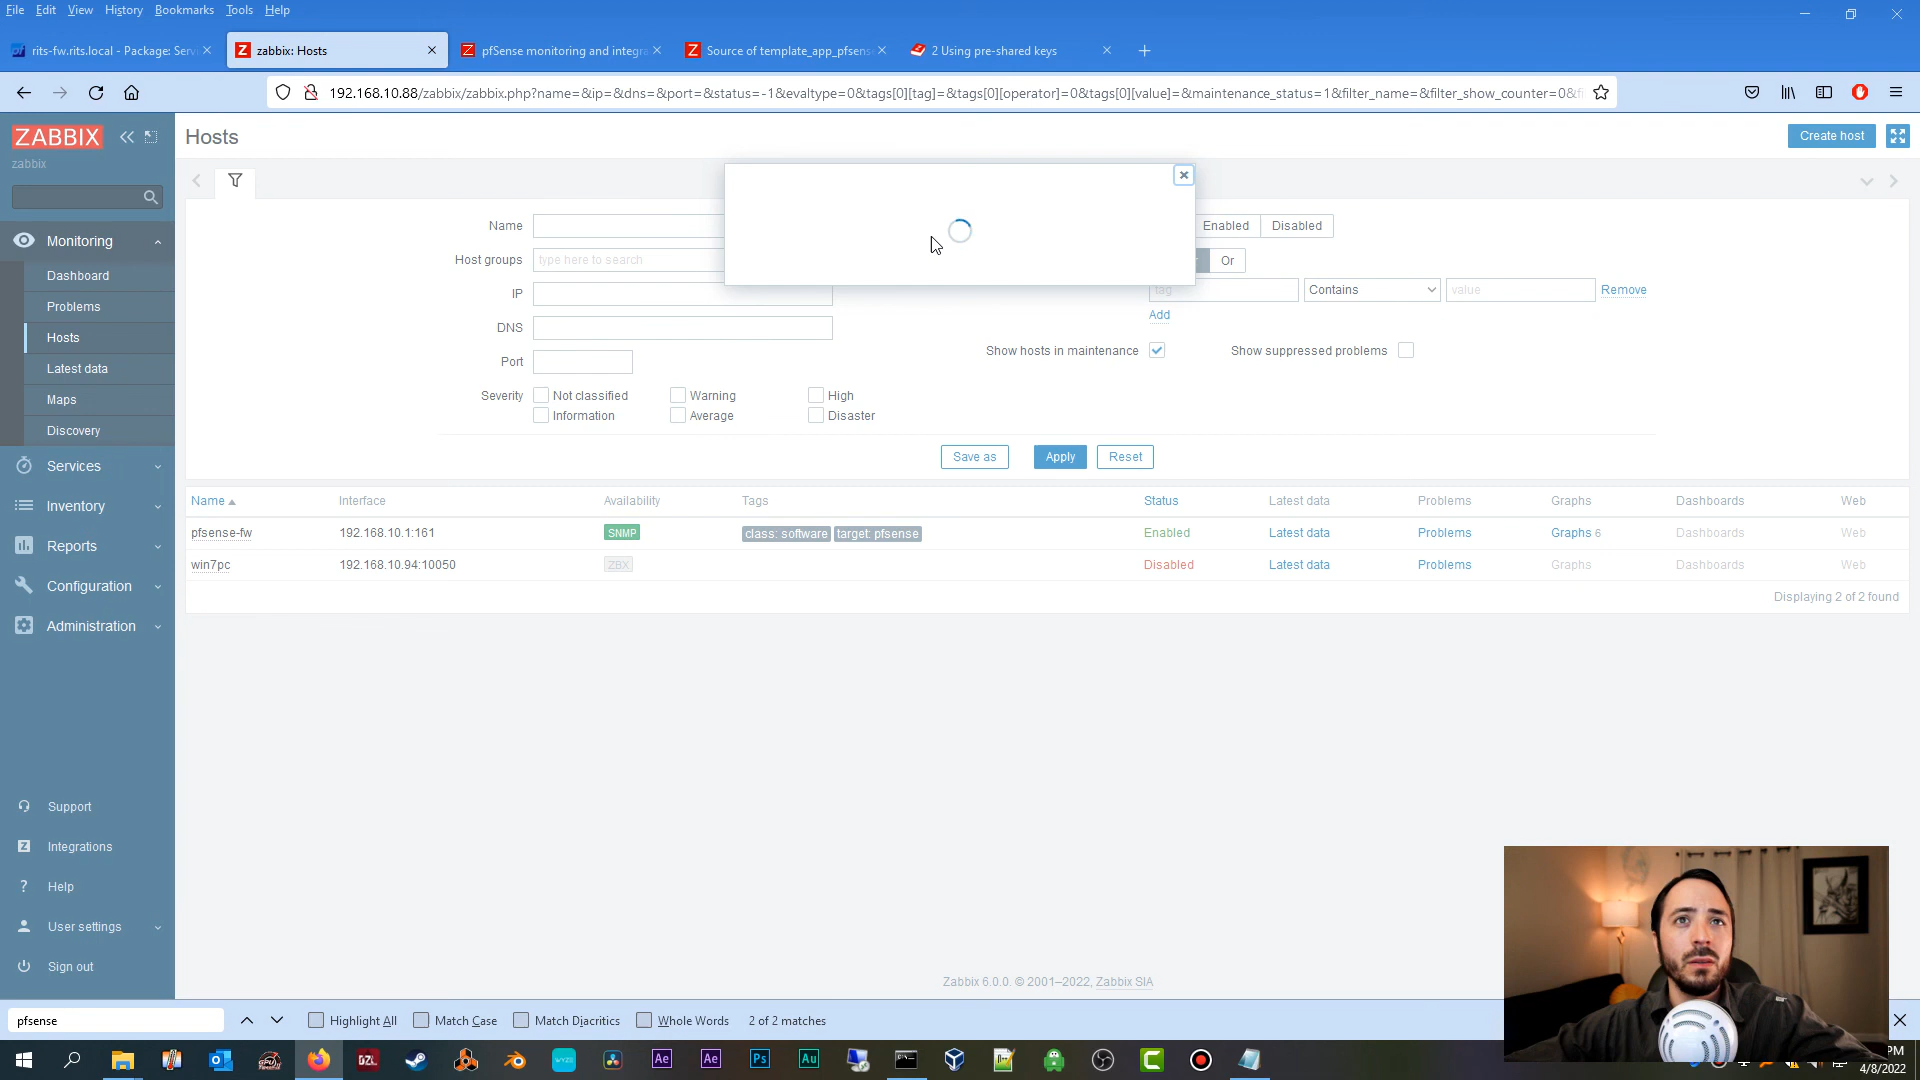 File Edit View History Bookmarks Tools Help
rits-fw.rits.local - Package: Serv
zabbix: Hosts
pfSense monitoring and integra
Source of template_app_pfsens
2 Using pre-shared keys
192.168.10.88/zabbix/zabbix.php?name=&ip=&dns=&port=&status=-1&evaltype=0&tags[0][tag]=&tags[0][operator]=0&tags[0][value]=&maintenance_status=1&filter_name=&filter_show_counter=0&f
ZABBIX
zabbix
Monitoring
Dashboard
Problems
Hosts
Latest data
Maps
Discovery
Services
Inventory
Reports
Configuration
Administration
Support
Integrations
Help
User settings
Sign out
Hosts
Create host
Name
Host groups type here to search
IP
DNS
Port
Severity Not classified Warning High
Information Average Disaster
Enabled Disabled
Or
tag Contains value Remove
Add
Show hosts in maintenance Show suppressed problems
Save as Apply Reset
Name Interface Availability Tags Status Latest data Problems Graphs Dashboards Web
pfsense-fw 192.168.10.1:161 SNMP class: software target: pfsense Enabled Latest data Problems Graphs 6 Dashboards Web
win7pc 192.168.10.94:10050 ZBX Disabled Latest data Problems Graphs Dashboards Web
Displaying 2 of 2 found
Zabbix 6.0.0. © 2001–2022, Zabbix SIA
pfsense Highlight All Match Case Match Diacritics Whole Words 2 of 2 matches
DZL
WYZE
Ae
Ae
Ps
Au
PM
4/8/2022